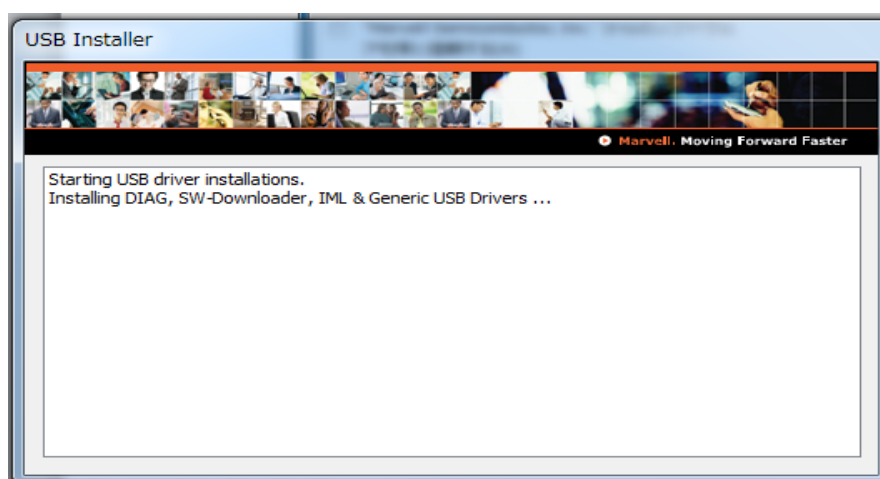 USB Installer
Marvell. Moving Forward Faster
Starting USB driver installations.
Installing DIAG, SW-Downloader, IML & Generic USB Drivers ...